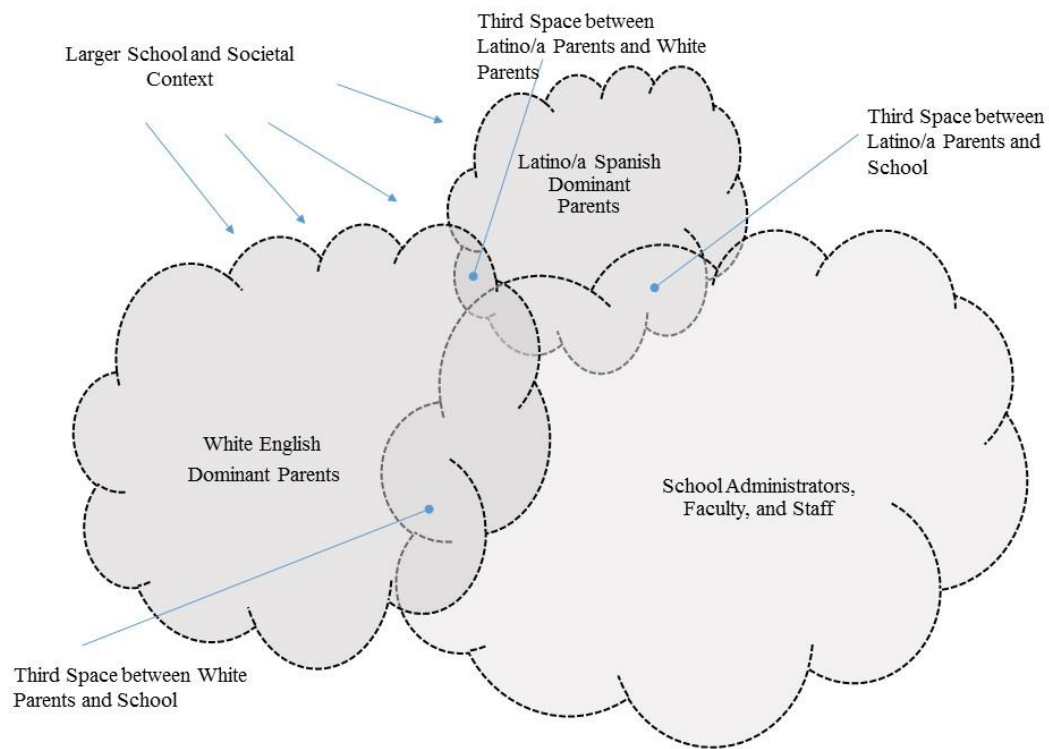 Third Space between
Latino/a Parents and White
Parents
Larger School and Societal
Context
Third Space between
Latino/a Parents and
School
Latino/a Spanish
Dominant
Parents
White English
Dominant Parents
School Administrators,
Faculty, and Staff
Third Space between White
Parents and School